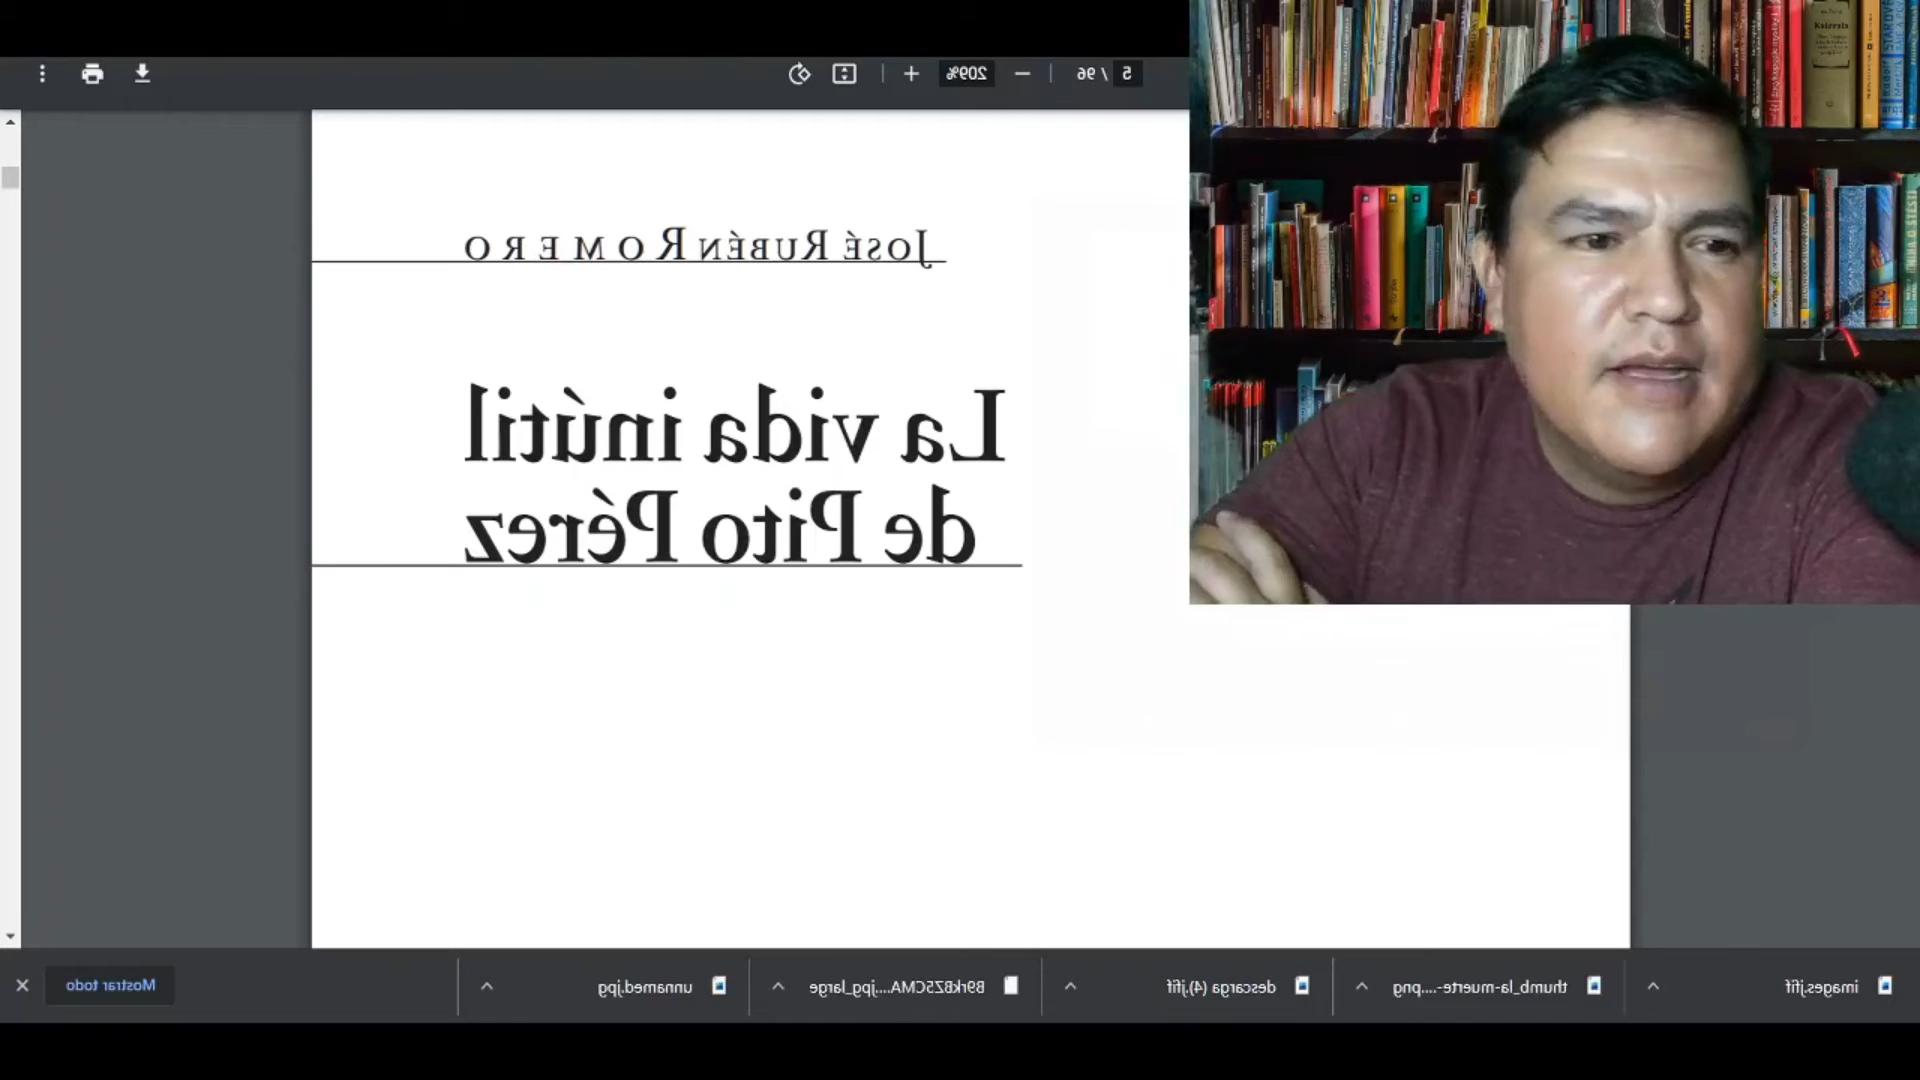 5 / 96
209%
JOSÉ RUBÉN ROMERO
La vida inútil
de Pito Pérez
images.jfif
thumb_la-muerte-....png
descarga (4).jfif
B9rkBZ5CMA....jpg_large
unnamed.jpg
Mostrar todo